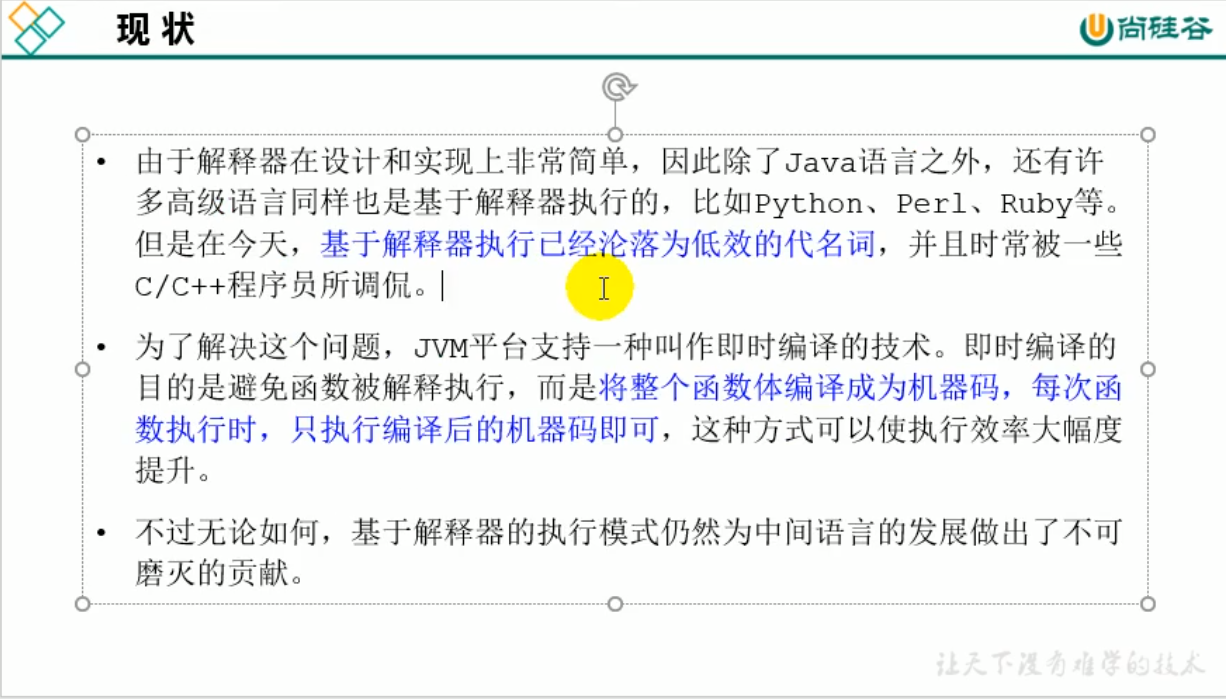 现状
尚硅谷
• 由于解释器在设计和实现上非常简单，因此除了Java语言之外，还有许
多高级语言同样也是基于解释器执行的，比如Python、Perl、Ruby等。
但是在今天，基于解释器执行已经沦落为低效的代名词，并且时常被一些
C/C++程序员所调侃。
• 为了解决这个问题，JVM平台支持一种叫作即时编译的技术。即时编译的
目的是避免函数被解释执行，而是将整个函数体编译成为机器码，每次函
数执行时，只执行编译后的机器码即可，这种方式可以使执行效率大幅度
提升。
• 不过无论如何，基于解释器的执行模式仍然为中间语言的发展做出了不可
磨灭的贡献。
让天下没有难学的技术